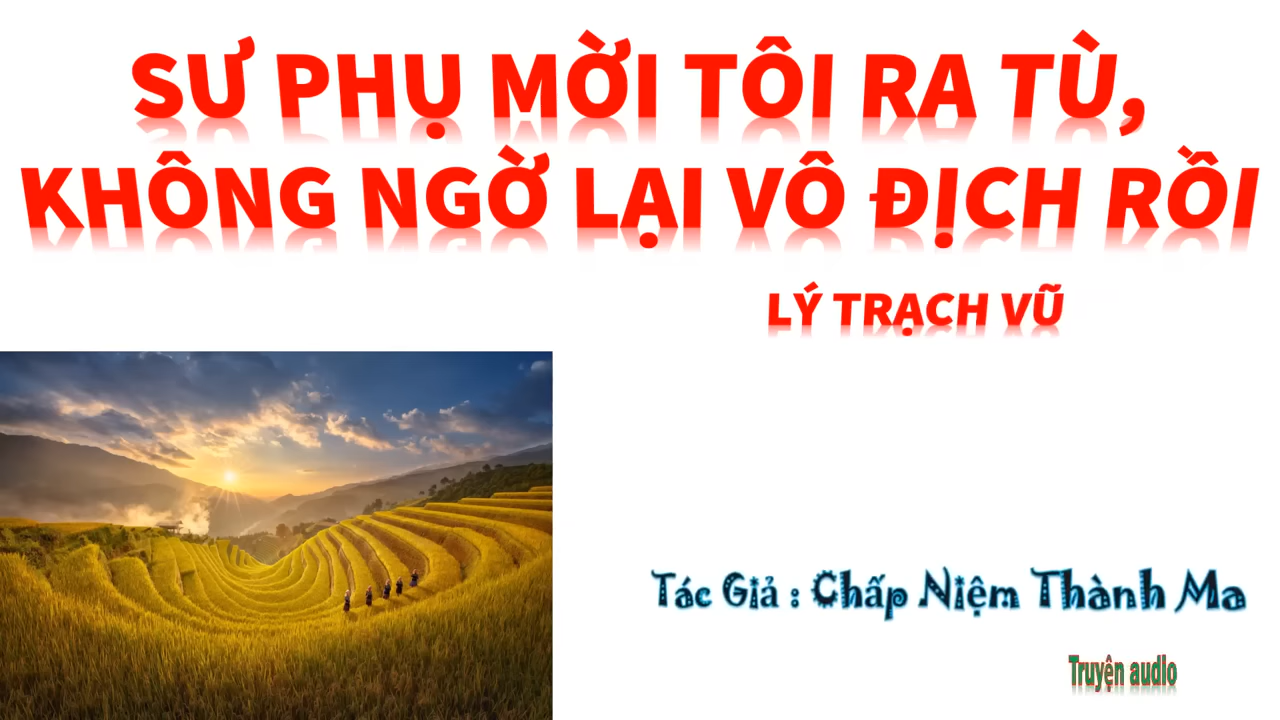 SƯ PHỤ MỜI TÔI RA TÙ,
KHÔNG NGỜ LẠI VÔ ĐỊCH RỒI
LÝ TRẠCH VŨ
Tác Giả : Chấp Niệm Thành Ma
Truyện audio